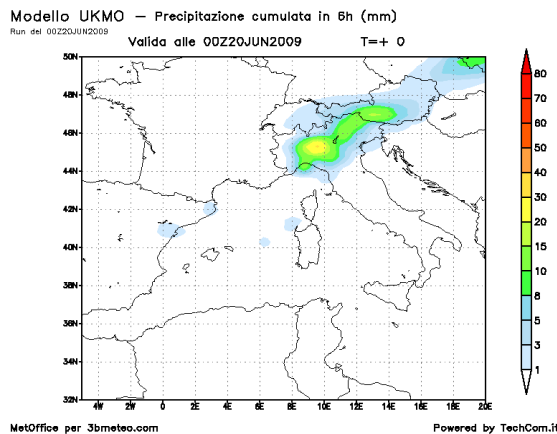 Modello UKMO – Precipitazione cumulata in 6h (mm)
Run del 00Z20JUN2009
Valida alle 00Z20JUN2009 T=+ 0
50N
48N
46N
44N
42N
40N
38N
36N
34N
32N
4W 2W 0 2E 4E 6E 8E 10E 12E 14E 16E 18E 20E
80
70
60
50
40
30
20
15
10
8
5
3
1
MetOffice per 3bmeteo.com Powered by TechCom.it